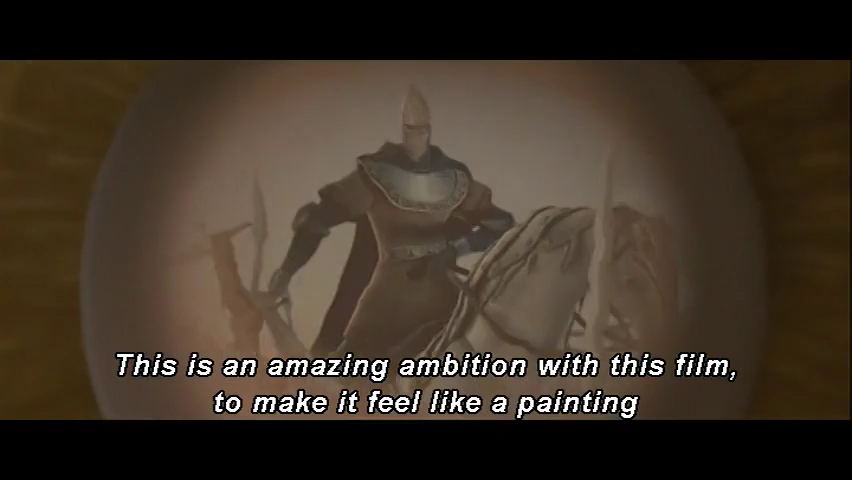 This is an amazing ambition with this film,
to make it feel like a painting